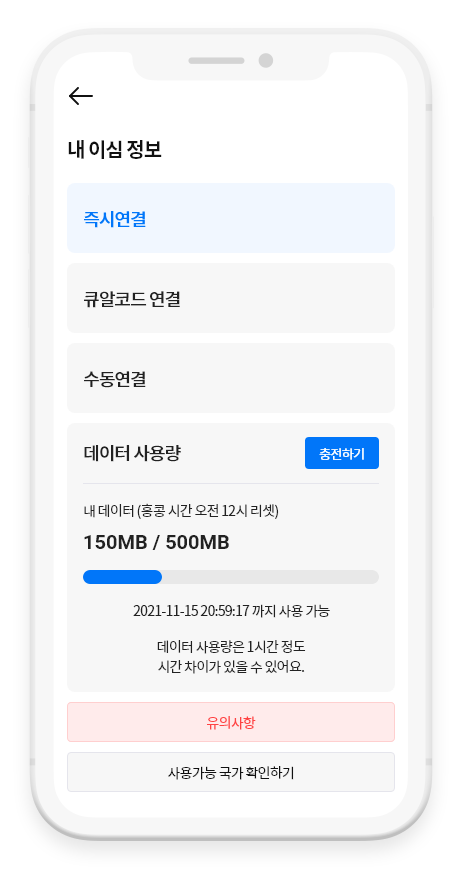 내 이심 정보
즉시연결
큐알코드 연결
수동연결
데이터 사용량
충전하기
내 데이터 (홍콩 시간 오전 12시 리셋)
150MB / 500MB
2021-11-15 20:59:17 까지 사용 가능
데이터 사용량은 1시간 정도
시간 차이가 있을 수 있어요.
유의사항
사용가능 국가 확인하기